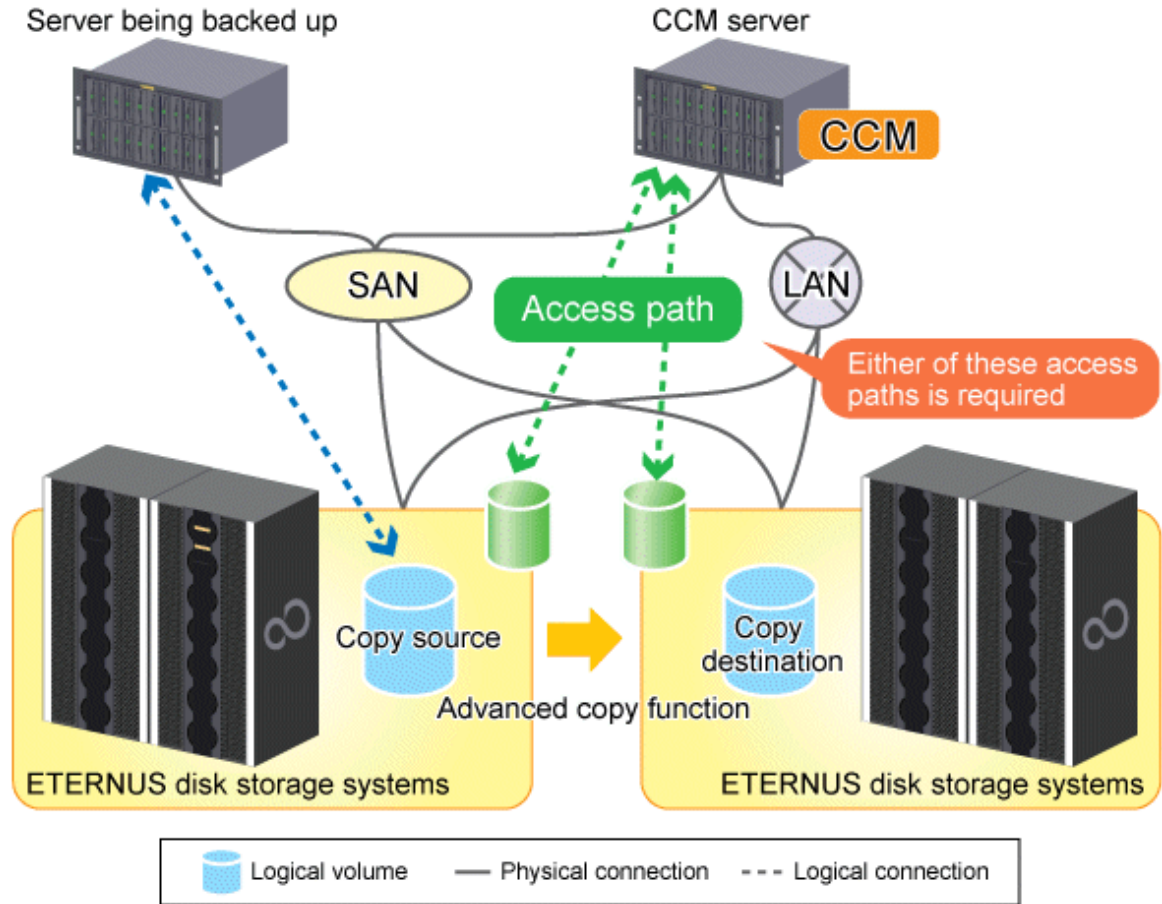 Server being backed up
CCM server
CCM
SAN
LAN
Access path
Either of these access
paths is required
Copy source
Copy
destination
Advanced copy function
ETERNUS disk storage systems
ETERNUS disk storage systems
Logical volume
Physical connection
Logical connection